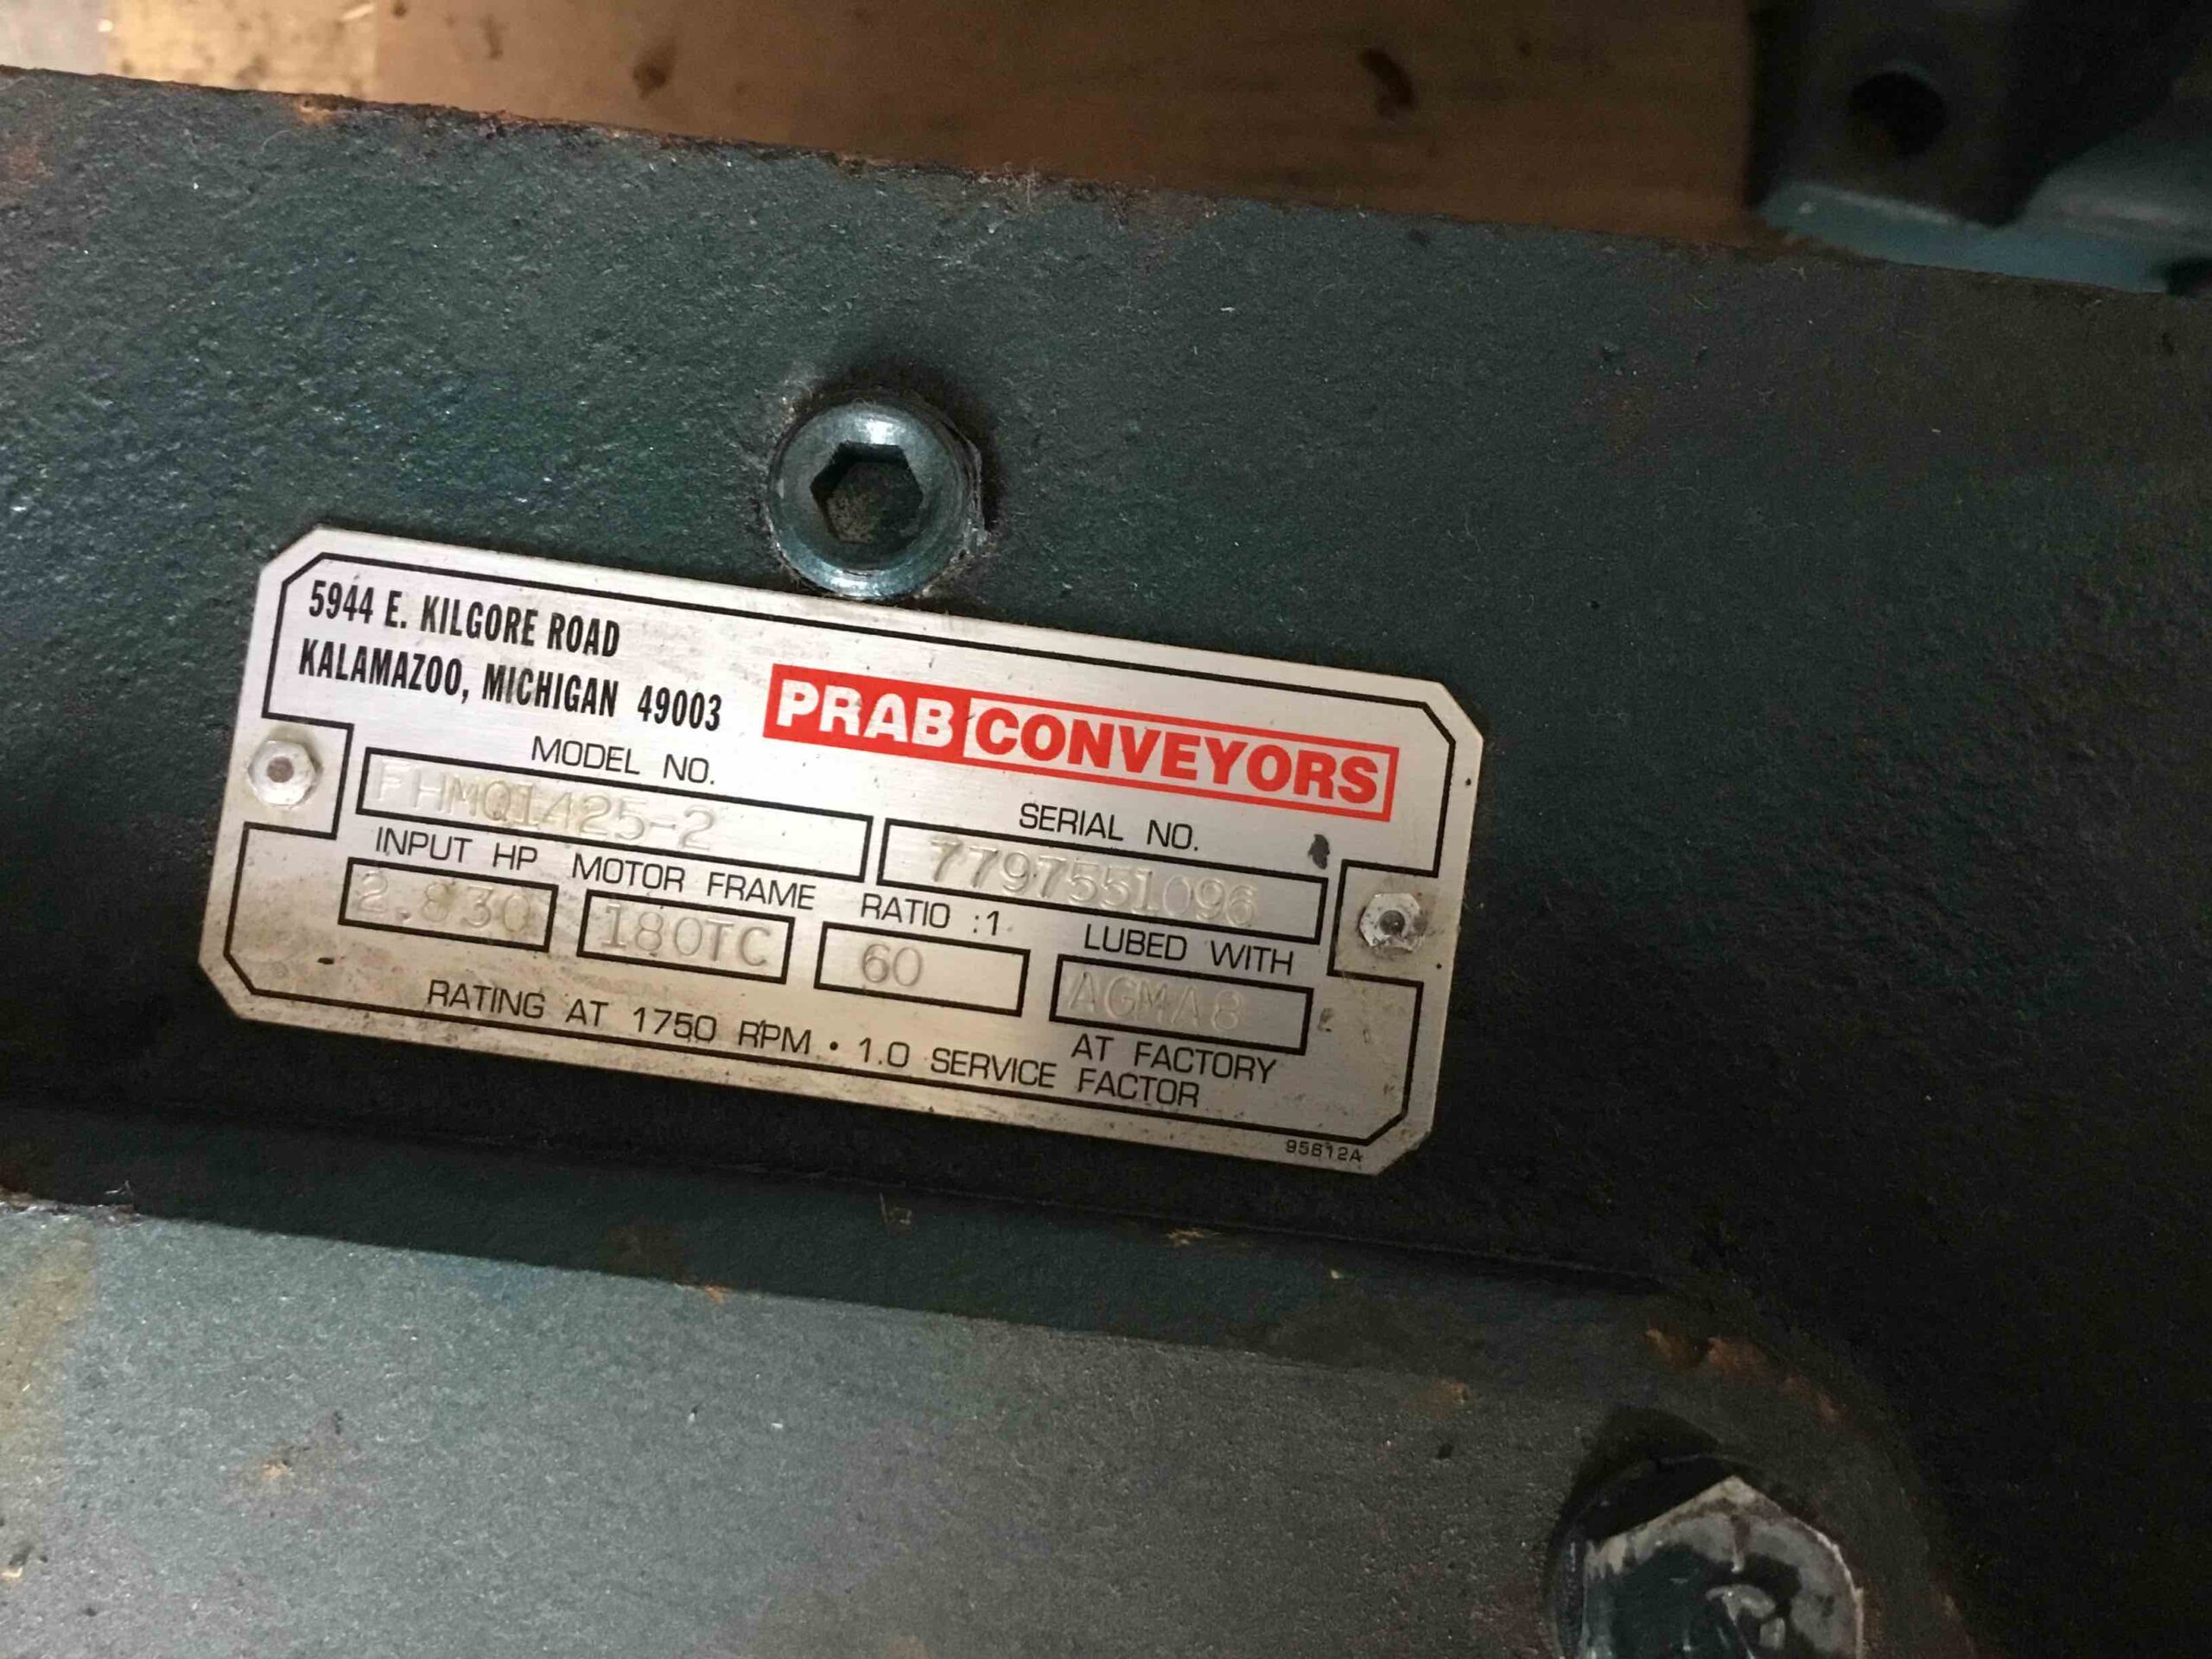 5944 E. KILGORE ROAD
KALAMAZOO, MICHIGAN 49003
PRAB CONVEYORS
MODEL NO.
FHMQ1425-2
SERIAL NO.
7797551096
INPUT HP MOTOR FRAME RATIO :1 LUBED WITH
2.830 180TC 60 AGMA8
AT FACTORY
RATING AT 1750 RPM • 1.0 SERVICE FACTOR
95612A